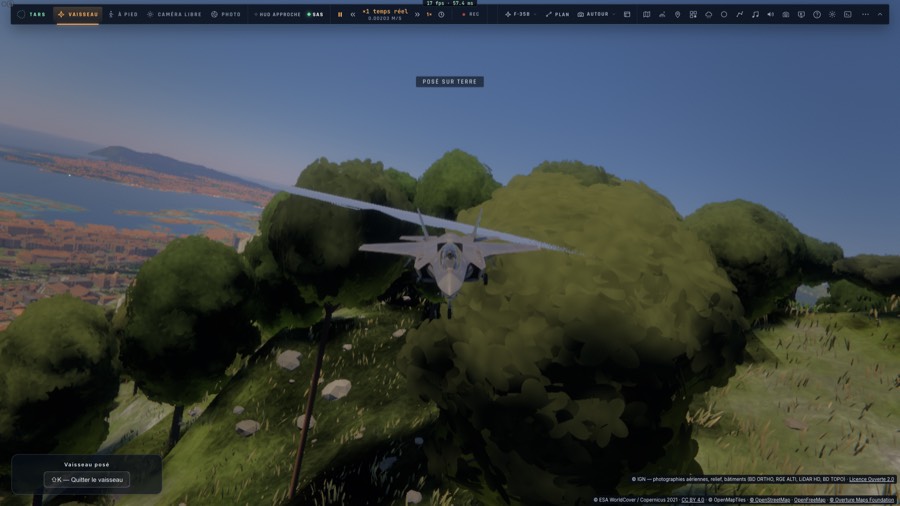 17 fps · 57.4 ms
TARS VAISSEAU À PIED CAMÉRA LIBRE PHOTO HUD APPROCHE SAS ×1 temps réel 1× REC F-35B PLAN AUTOUR
0.00203 M/S
POSÉ SUR TERRE
Vaisseau posé
⇧K — Quitter le vaisseau
© IGN — photographies aériennes, relief, bâtiments (BD ORTHO, RGE ALTI, LiDAR HD, BD TOPO) · Licence Ouverte 2.0
© ESA WorldCover / Copernicus 2021 · CC BY 4.0 · © OpenMapTiles · © OpenStreetMap · OpenFreeMap · © Overture Maps Foundation